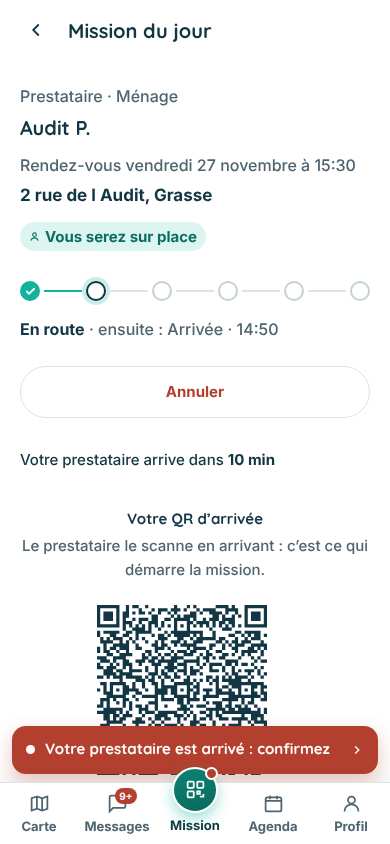 Mission du jour
Prestataire · Ménage
Audit P.
Rendez-vous vendredi 27 novembre à 15:30
2 rue de l Audit, Grasse
Vous serez sur place
En route · ensuite : Arrivée · 14:50
Annuler
Votre prestataire arrive dans 10 min
Votre QR d’arrivée
Le prestataire le scanne en arrivant : c’est ce qui
démarre la mission.
Votre prestataire est arrivé : confirmez
9+
Carte
Messages
Mission
Agenda
Profil